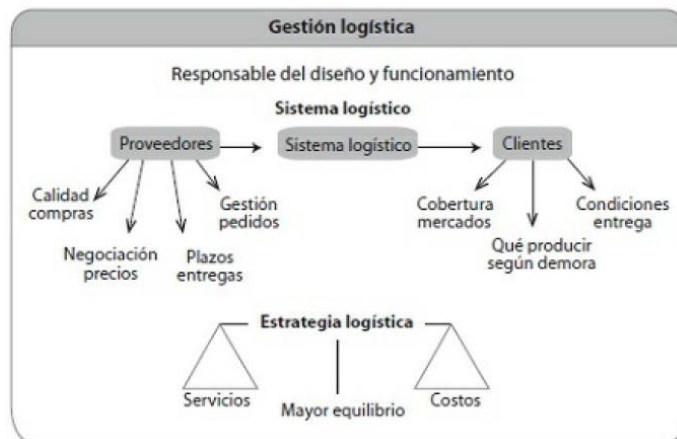 Gestión logística
Responsable del diseño y funcionamiento
Sistema logístico
Proveedores
Sistema logístico
Clientes
Calidad
compras
Negociación
precios
Plazos
entregas
Gestión
pedidos
Cobertura
mercados
Qué producir
según demora
Condiciones
entrega
Estrategia logística
Servicios
Mayor equilibrio
Costos